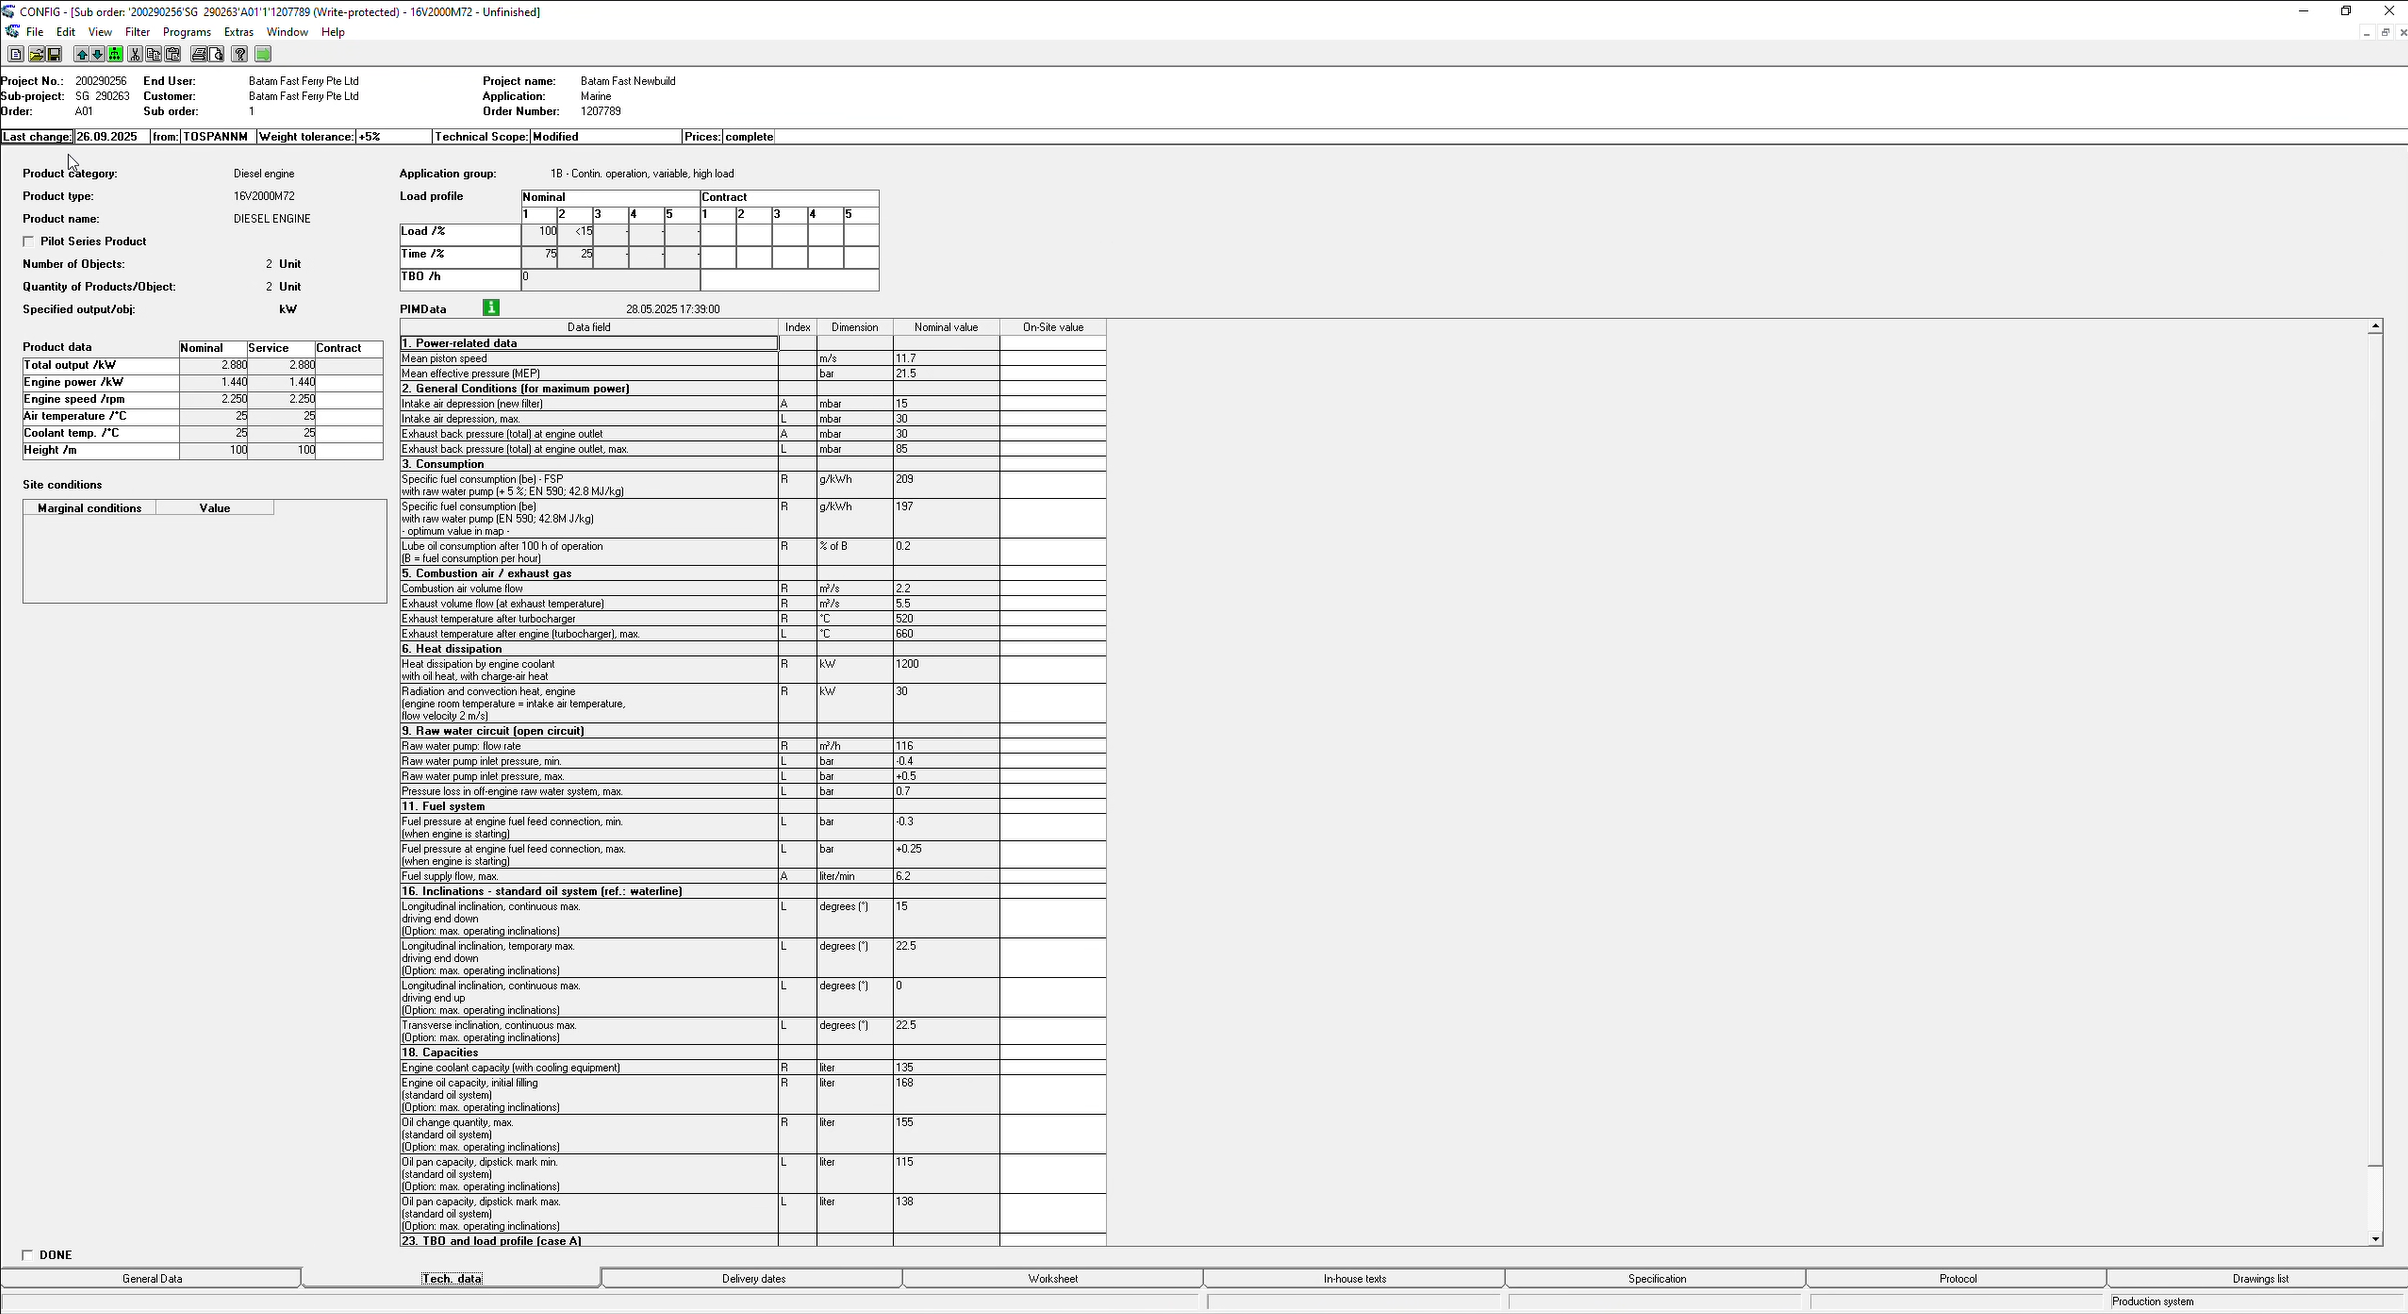 CONFIG - [Sub order: '200290256'SG 290263'A01'1'1207789 (Write-protected) - 16V2000M72 - Unfinished]
File Edit View Filter Programs Extras Window Help
Project No.: 200290256 End User: Batam Fast Ferry Pte Ltd Project name: Batam Fast Newbuild
Sub-project: SG 290263 Customer: Batam Fast Ferry Pte Ltd Application: Marine
Order: A01 Sub order: 1 Order Number: 1207789
Last change: 26.09.2025 from: TOSPANNM Weight tolerance: +5% Technical Scope: Modified Prices: complete
Product category: Diesel engine
Product type: 16V2000M72
Product name: DIESEL ENGINE
Pilot Series Product
Number of Objects: 2 Unit
Quantity of Products/Object: 2 Unit
Specified output/obj: kW
Product data Nominal Service Contract
Total output /kW 2.880 2.880
Engine power /kW 1.440 1.440
Engine speed /rpm 2.250 2.250
Air temperature /°C 25 25
Coolant temp. /°C 25 25
Height /m 100 100
Site conditions
Marginal conditions Value
Application group: 1B - Contin. operation, variable, high load
Load profile Nominal Contract
1 2 3 4 5 1 2 3 4 5
Load /% 100 <15 - - -
Time /% 75 25 - - -
TBO /h 0
PIMData i 28.05.2025 17:39:00
Data field Index Dimension Nominal value On-Site value
1. Power-related data
Mean piston speed m/s 11.7
Mean effective pressure (MEP) bar 21.5
2. General Conditions (for maximum power)
Intake air depression (new filter) A mbar 15
Intake air depression, max. L mbar 30
Exhaust back pressure (total) at engine outlet A mbar 30
Exhaust back pressure (total) at engine outlet, max. L mbar 85
3. Consumption
Specific fuel consumption (be) - FSP R g/kWh 209
with raw water pump (+ 5 %; EN 590; 42.8 MJ/kg)
Specific fuel consumption (be) R g/kWh 197
with raw water pump (EN 590; 42.8M J/kg)
- optimum value in map -
Lube oil consumption after 100 h of operation R % of B 0.2
(B = fuel consumption per hour)
5. Combustion air / exhaust gas
Combustion air volume flow R m³/s 2.2
Exhaust volume flow (at exhaust temperature) R m³/s 5.5
Exhaust temperature after turbocharger R °C 520
Exhaust temperature after engine (turbocharger), max. L °C 660
6. Heat dissipation
Heat dissipation by engine coolant R kW 1200
with oil heat, with charge-air heat
Radiation and convection heat, engine R kW 30
(engine room temperature = intake air temperature,
flow velocity 2 m/s)
9. Raw water circuit (open circuit)
Raw water pump: flow rate R m³/h 116
Raw water pump inlet pressure, min. L bar -0.4
Raw water pump inlet pressure, max. L bar +0.5
Pressure loss in off-engine raw water system, max. L bar 0.7
11. Fuel system
Fuel pressure at engine fuel feed connection, min. L bar -0.3
(when engine is starting)
Fuel pressure at engine fuel feed connection, max. L bar +0.25
(when engine is starting)
Fuel supply flow, max. A liter/min 6.2
16. Inclinations - standard oil system (ref.: waterline)
Longitudinal inclination, continuous max. L degrees (°) 15
driving end down
(Option: max. operating inclinations)
Longitudinal inclination, temporary max. L degrees (°) 22.5
driving end down
(Option: max. operating inclinations)
Longitudinal inclination, continuous max. L degrees (°) 0
driving end up
(Option: max. operating inclinations)
Transverse inclination, continuous max. L degrees (°) 22.5
(Option: max. operating inclinations)
18. Capacities
Engine coolant capacity (with cooling equipment) R liter 135
Engine oil capacity, initial filling R liter 168
(standard oil system)
(Option: max. operating inclinations)
Oil change quantity, max. R liter 155
(standard oil system)
(Option: max. operating inclinations)
Oil pan capacity, dipstick mark min. L liter 115
(standard oil system)
(Option: max. operating inclinations)
Oil pan capacity, dipstick mark max. L liter 138
(standard oil system)
(Option: max. operating inclinations)
23. TBO and load profile (case A)
DONE
General Data Tech. data Delivery dates Worksheet In-house texts Specification Protocol Drawings list
Production system